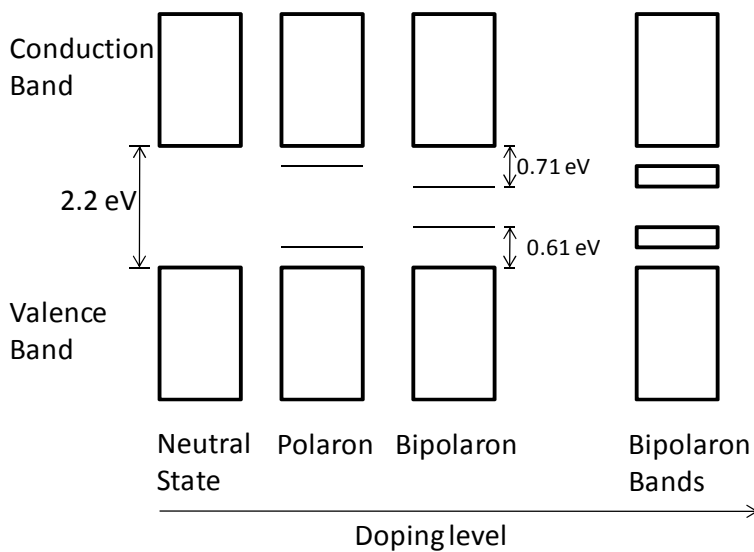 Conduction
Band
2.2 eV
0.71 eV
0.61 eV
Valence
Band
Neutral
State
Polaron
Bipolaron
Bipolaron
Bands
Doping level